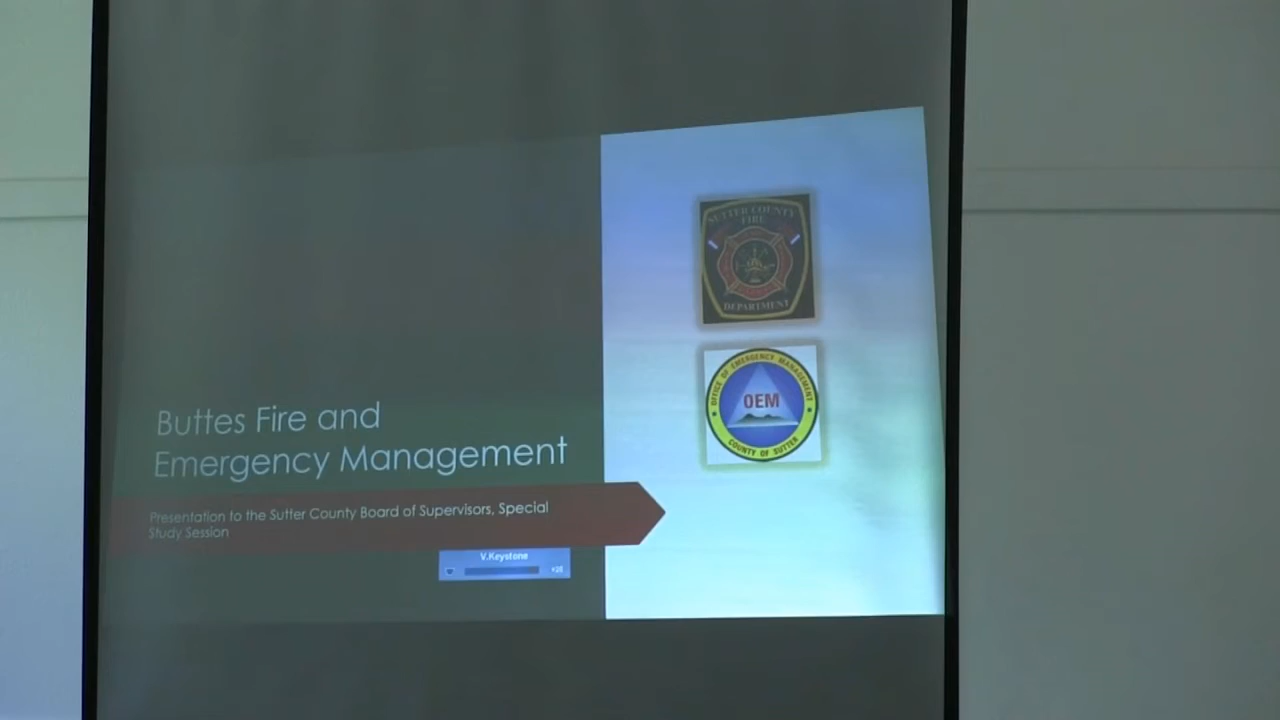 SUTTER COUNTY
FIRE
DEPARTMENT
OFFICE OF EMERGENCY MANAGEMENT
OEM
COUNTY OF SUTTER
Buttes Fire and
Emergency Management
Presentation to the Sutter County Board of Supervisors, Special
Study Session
V.Keystone